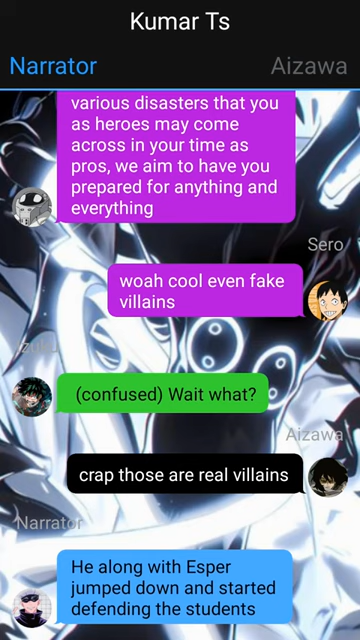 Kumar Ts
Narrator
Aizawa
various disasters that you
as heroes may come
across in your time as
pros, we aim to have you
prepared for anything and
everything
Sero
woah cool even fake
villains
Izuku
(confused) Wait what?
Aizawa
crap those are real villains
Narrator
He along with Esper
jumped down and started
defending the students